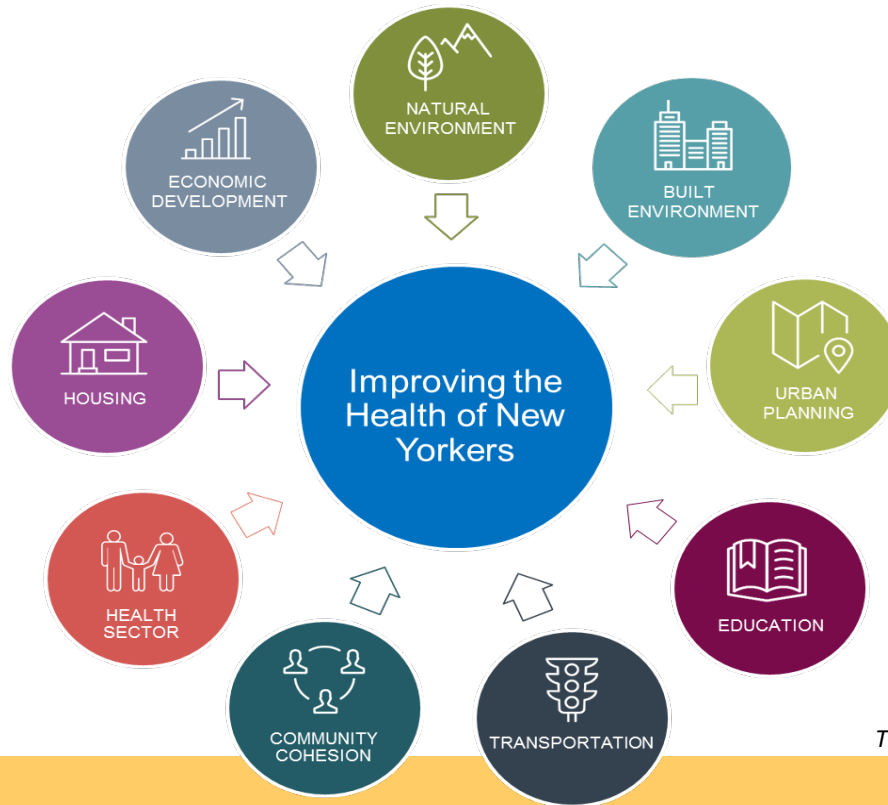 NATURAL
ENVIRONMENT
ECONOMIC
DEVELOPMENT
BUILT
ENVIRONMENT
HOUSING
Improving the
Health of New
Yorkers
URBAN
PLANNING
HEALTH
SECTOR
EDUCATION
COMMUNITY
COHESION
TRANSPORTATION
T